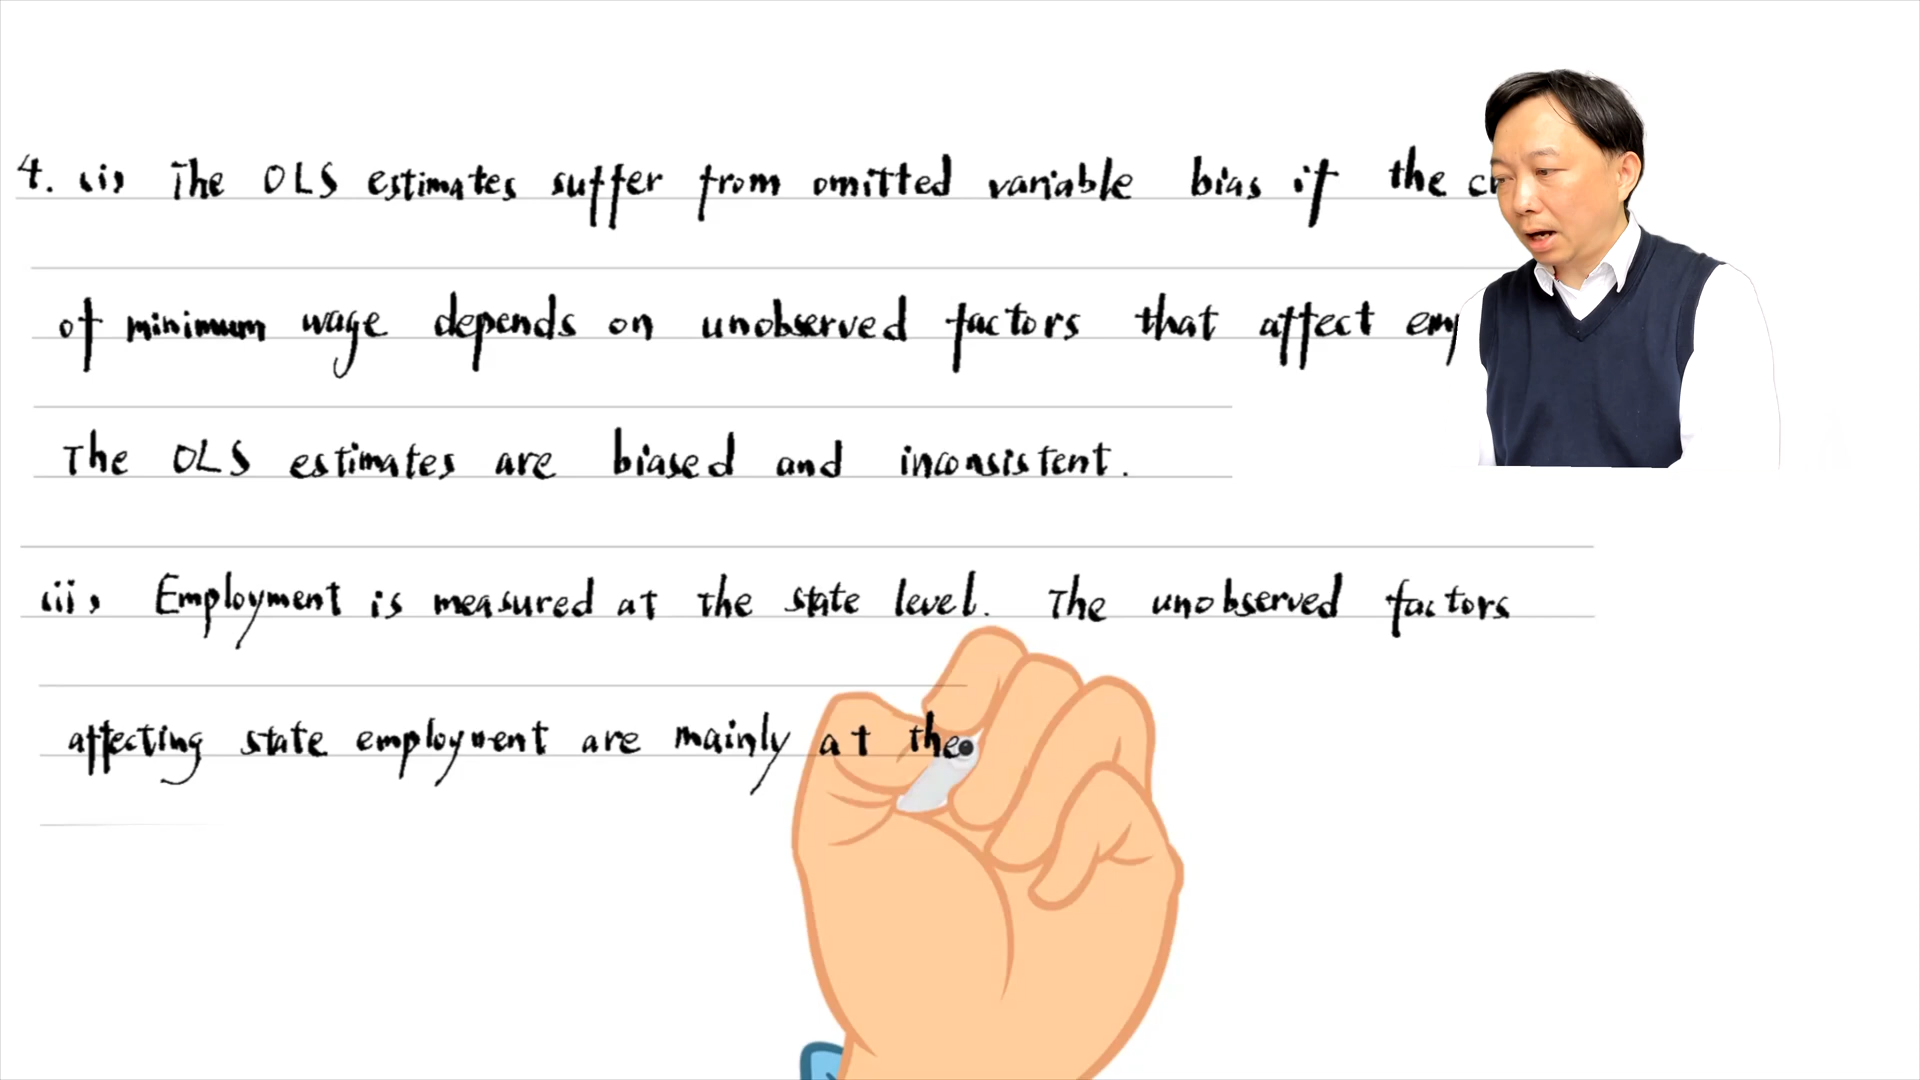 4. (i) The OLS estimates suffer from omitted variable bias if the
of minimum wage depends on unobserved factors that affect
The OLS estimates are biased and inconsistent.
(ii) Employment is measured at the state level. The unobserved factors
affecting state employment are mainly at the